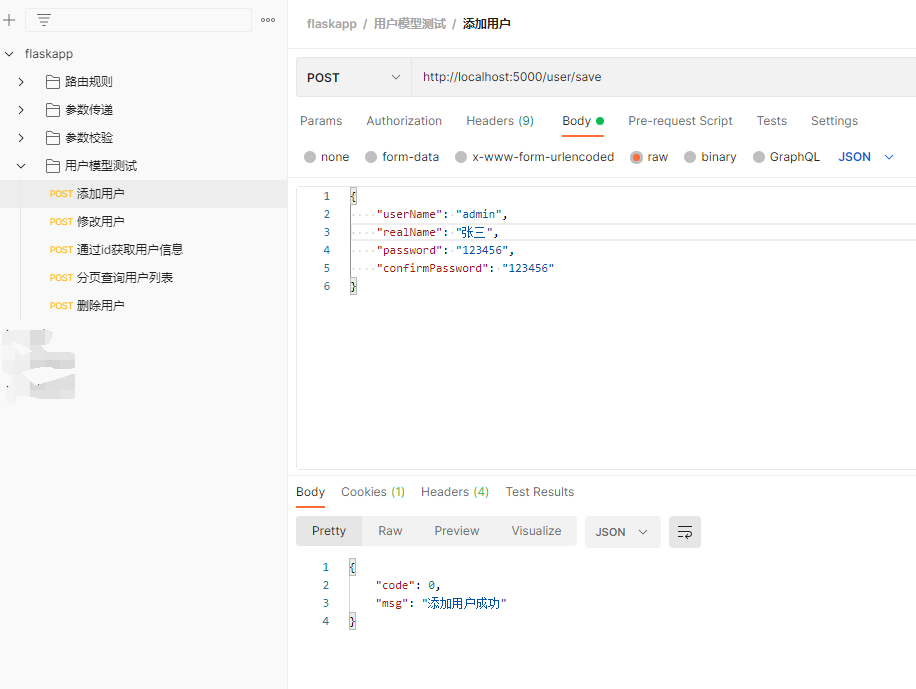 flaskapp
路由规则
参数传递
参数校验
用户模型测试
POST 添加用户
POST 修改用户
POST 通过id获取用户信息
POST 分页查询用户列表
POST 删除用户
flaskapp / 用户模型测试 / 添加用户
POST http://localhost:5000/user/save
Params Authorization Headers (9) Body Pre-request Script Tests Settings
none form-data x-www-form-urlencoded raw binary GraphQL JSON
1 {
2 "userName": "admin",
3 "realName": "张三",
4 "password": "123456",
5 "confirmPassword": "123456"
6 }
Body Cookies (1) Headers (4) Test Results
Pretty Raw Preview Visualize JSON
1 {
2 "code": 0,
3 "msg": "添加用户成功"
4 }